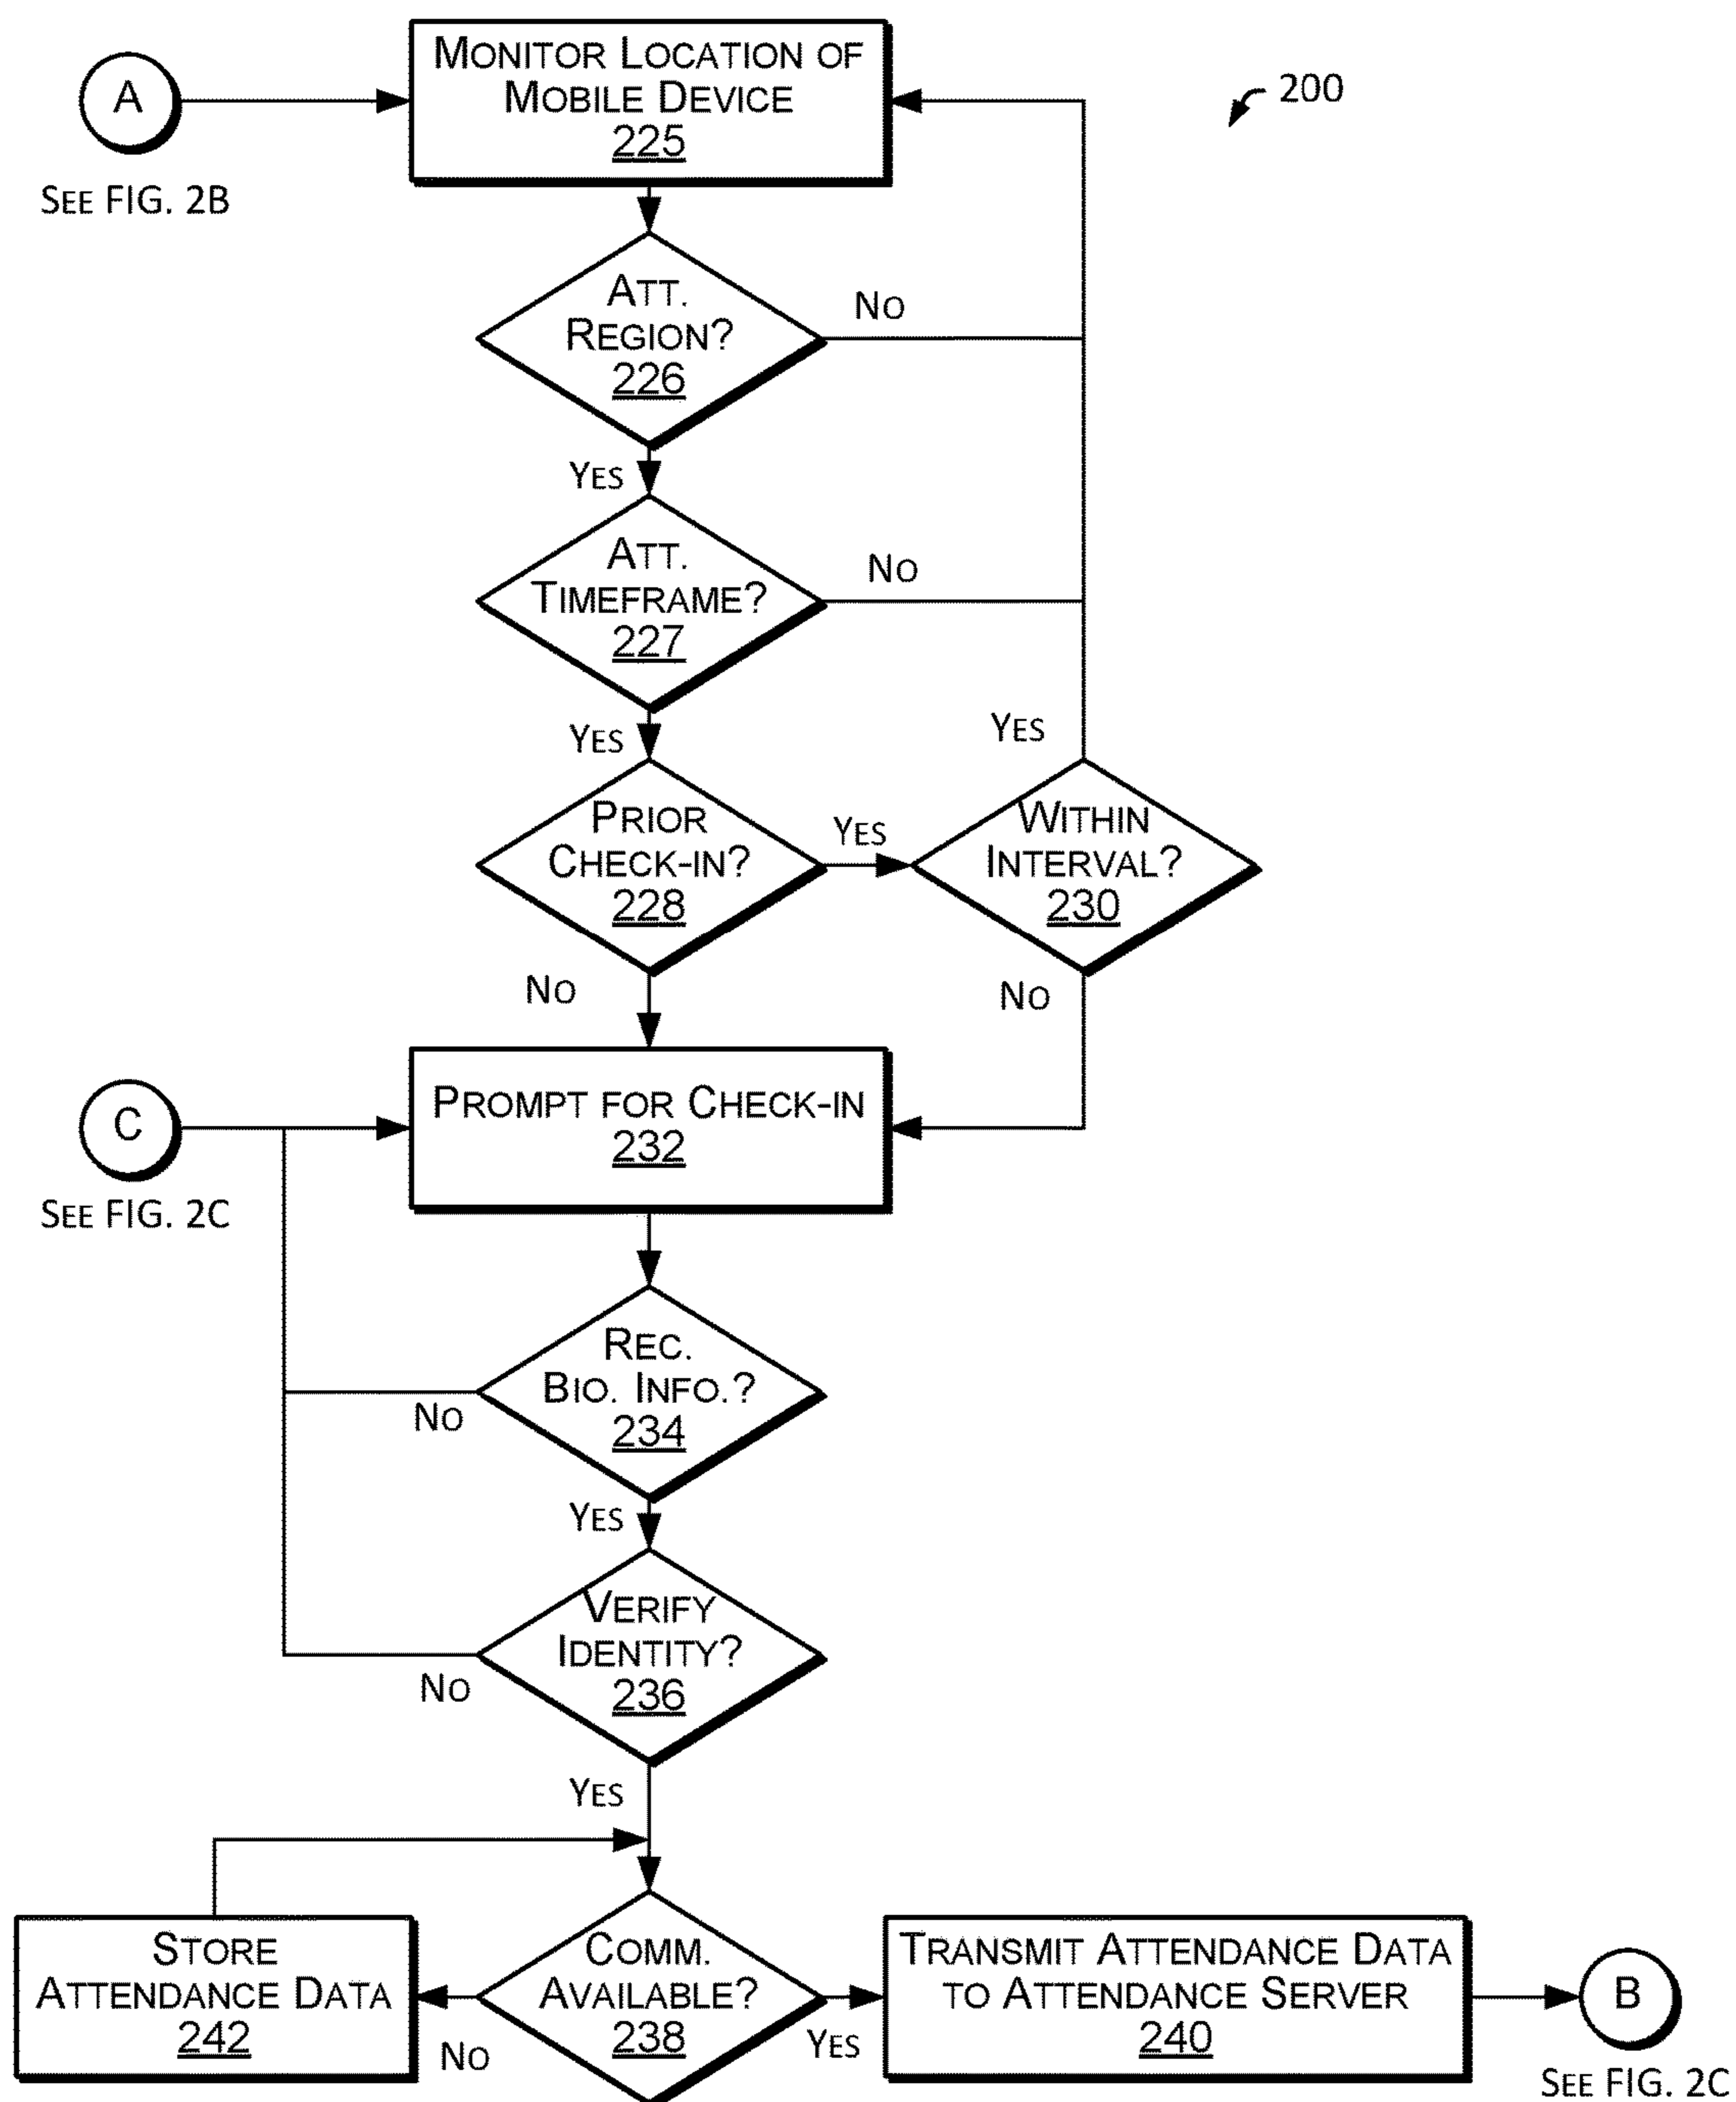 MONITOR LOCATION OF
MOBILE DEVICE
225
A
SEE FIG. 2B
200
ATT.
REGION?
226
NO
YES
ATT.
TIMEFRAME?
227
NO
YES
YES
PRIOR
CHECK-IN?
228
YES
WITHIN
INTERVAL?
230
NO
NO
C
SEE FIG. 2C
PROMPT FOR CHECK-IN
232
REC.
BIO. INFO.?
234
NO
YES
VERIFY
IDENTITY?
236
NO
YES
STORE
ATTENDANCE DATA
242
NO
COMM.
AVAILABLE?
238
YES
TRANSMIT ATTENDANCE DATA
TO ATTENDANCE SERVER
240
B
SEE FIG. 2C